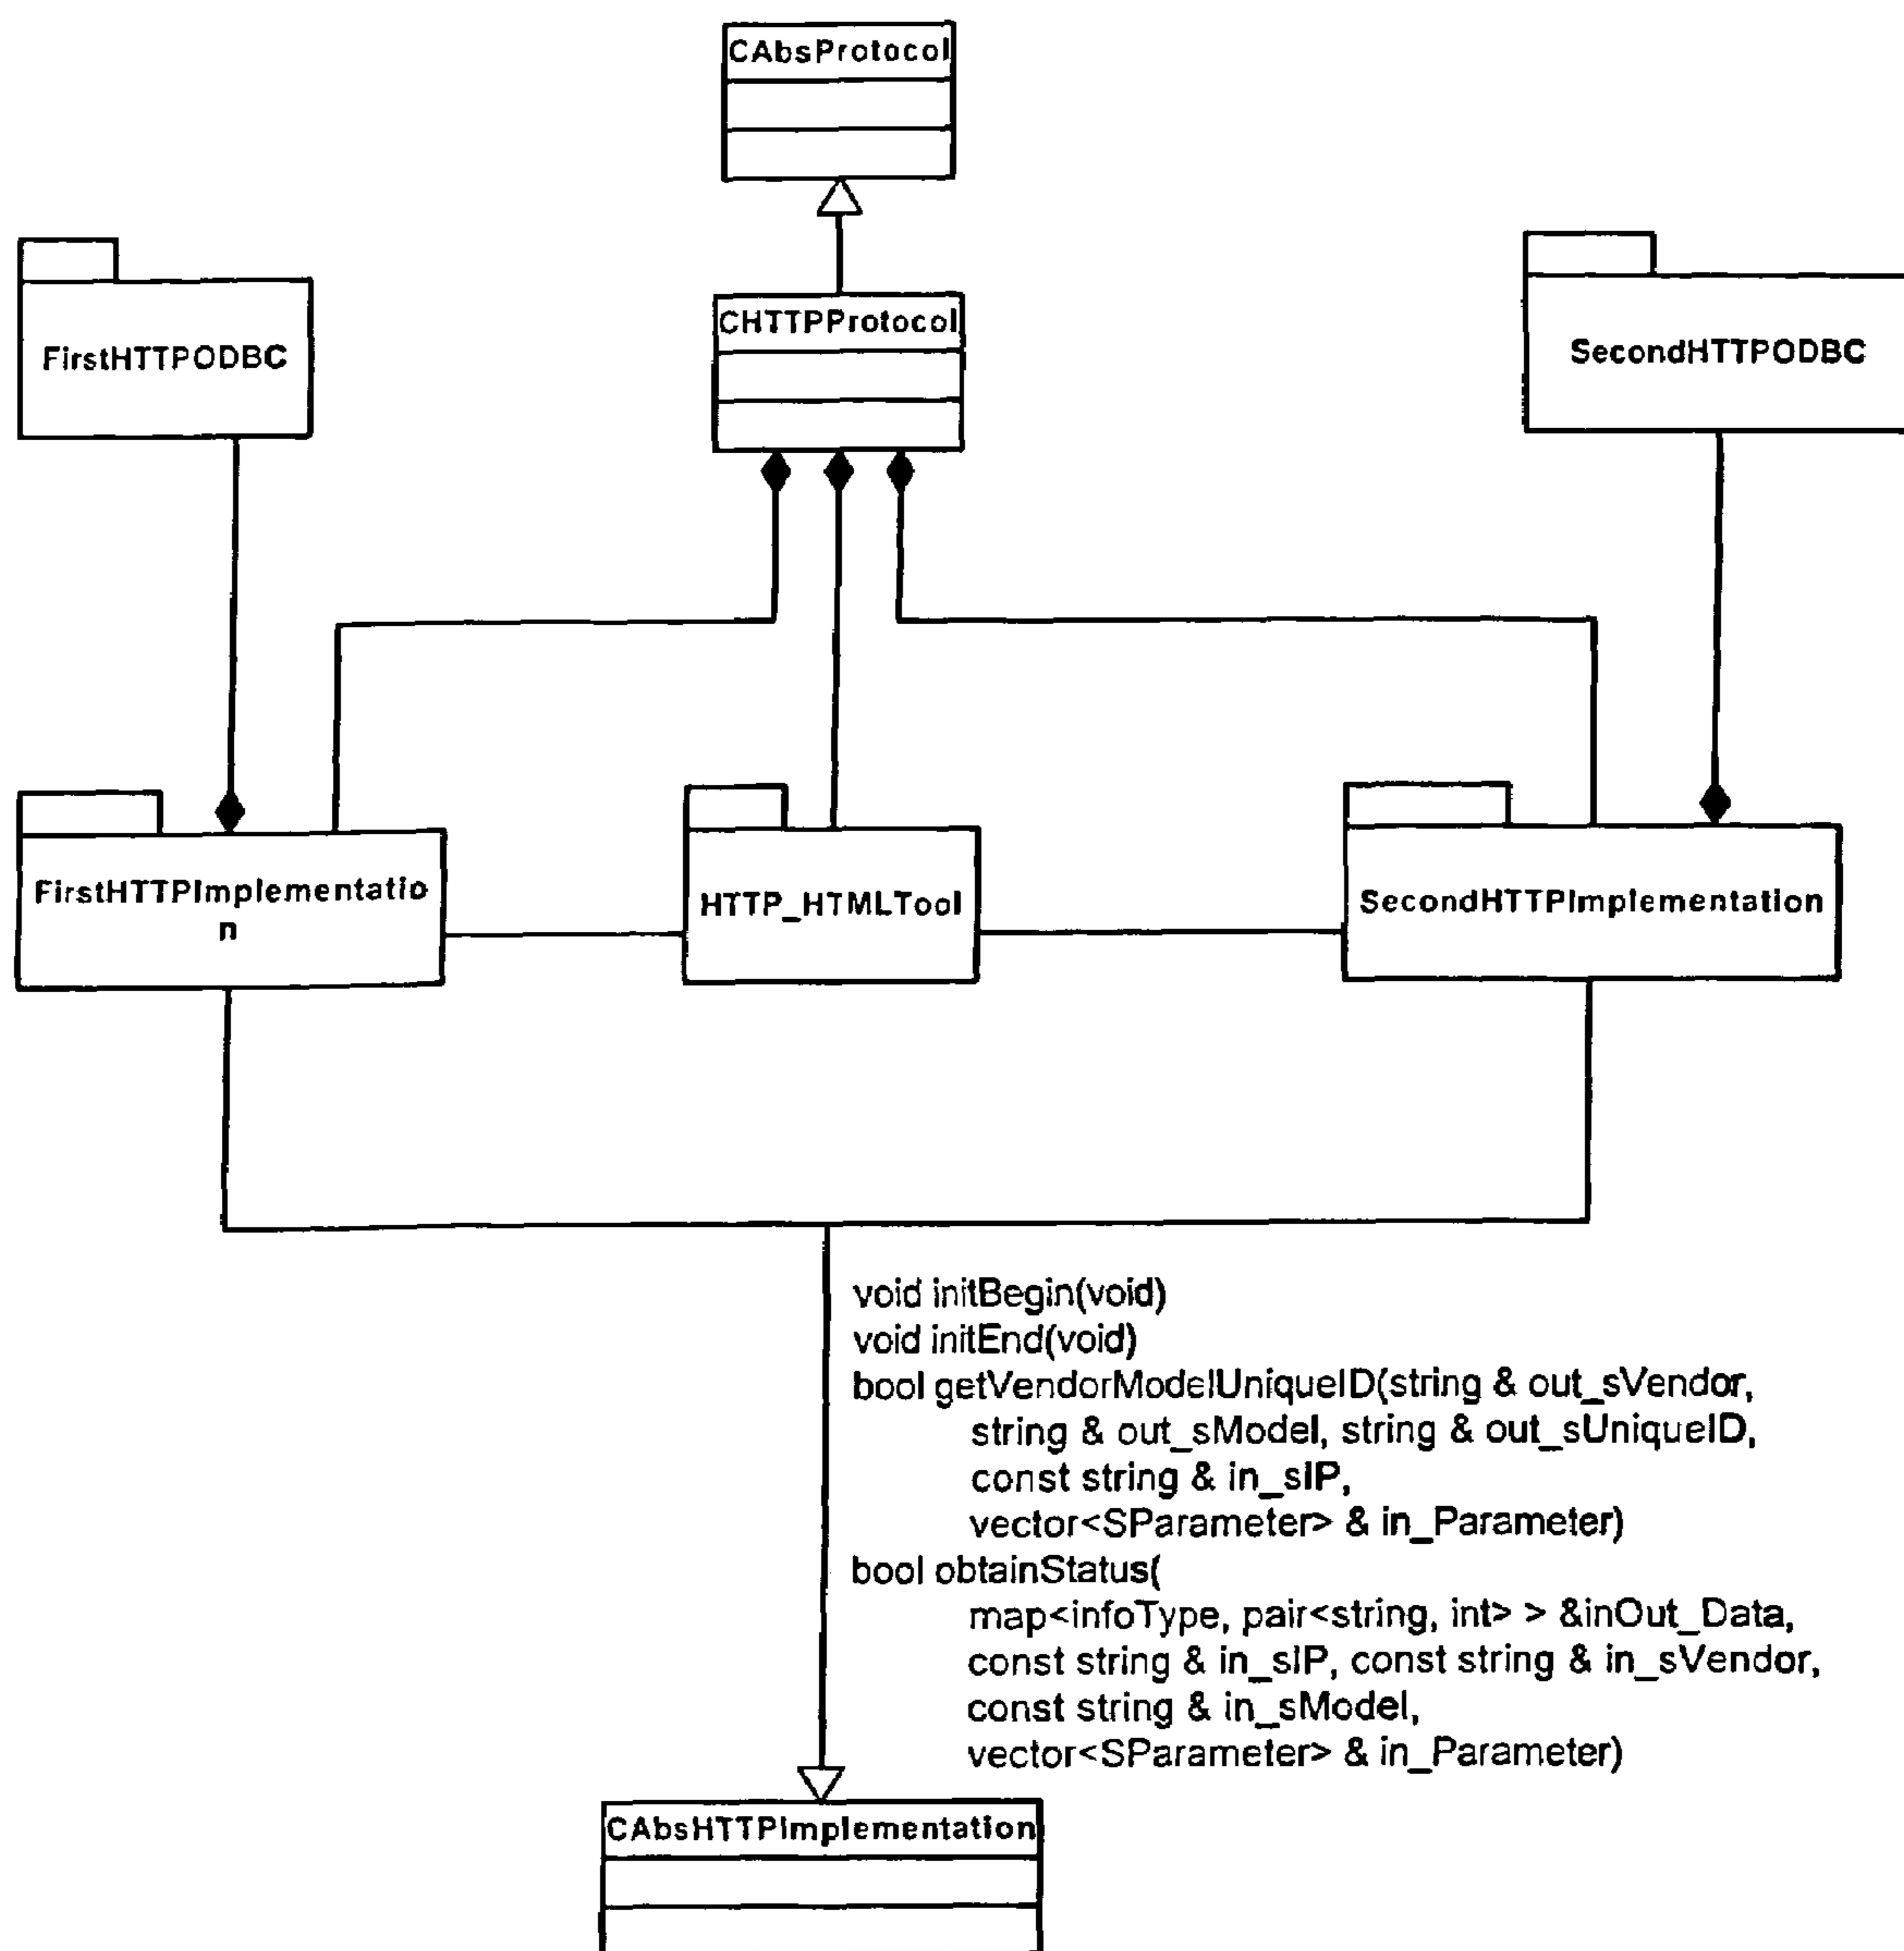 CAbsProtocol
CHTTPProtocol
FirstHTTPODBC
SecondHTTPODBC
FirstHTTPImplementatio
n
HTTP_HTMLTool
SecondHTTPImplementation
void initBegin(void)
void initEnd(void)
bool getVendorModelUniqueID(string & out_sVendor,
string & out_sModel, string & out_sUniqueID,
const string & in_sIP,
vector<SParameter> & in_Parameter)
bool obtainStatus(
map<infoType, pair<string, int> > &inOut_Data,
const string & in_sIP, const string & in_sVendor,
const string & in_sModel,
vector<SParameter> & in_Parameter)
CAbsHTTPImplementation